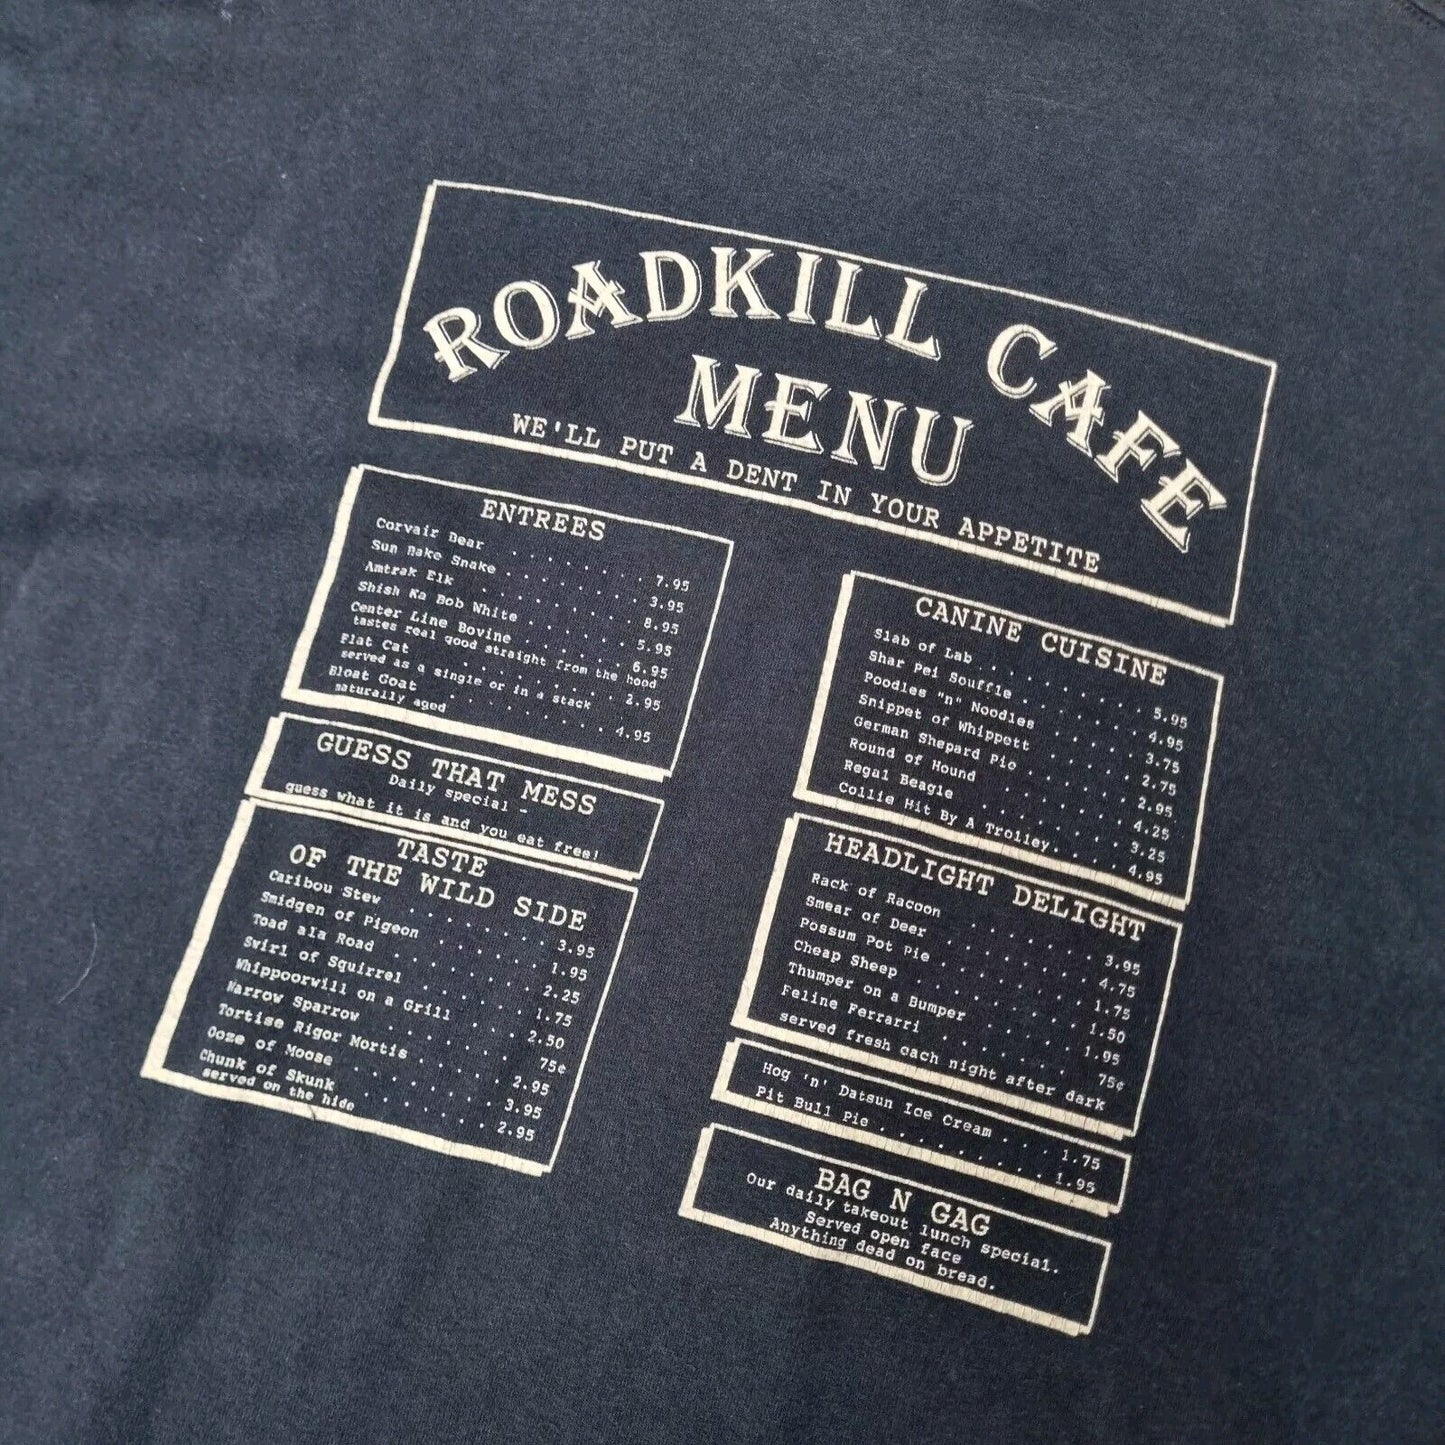 ROADKILL CAFE
MENU
WE'LL PUT A DENT IN YOUR APPETITE
ENTREES
Corvair Bear . . . . . . . 7.95
Sun Bake Snake . . . . . . . 3.95
Amtrak Elk . . . . . . . . . 8.95
Shish Ka Bob White . . . . . . 5.95
Center Line Bovine . . . . . . 6.95
tastes real good straight from the hood
Flat Cat . . . . . . . . . 2.95
served as a single or in a stack
Bloat Goat . . . . . . . . 4.95
naturally aged
GUESS THAT MESS
Daily special -
guess what it is and you eat free!
TASTE
OF THE WILD SIDE
Caribou Stew . . . . . . . 3.95
Smidgen of Pigeon . . . . . 1.95
Toad ala Road . . . . . . . 2.25
Swirl of Squirrel . . . . . 1.75
Whippoorwill on a Grill . . . 2.50
Narrow Sparrow . . . . . . . 75¢
Tortise Rigor Mortis . . . . . 2.95
Ooze of Moose . . . . . . . 3.95
Chunk of Skunk . . . . . . . 2.95
served on the hide
CANINE CUISINE
Slab of Lab . . . . . . . . 5.95
Shar Pei Souffle . . . . . . 4.95
Poodles "n" Noodles . . . . . 3.75
Snippet of Whippett . . . . . 2.75
German Shepard Pie . . . . . . 2.95
Round of Hound . . . . . . . 4.25
Regal Beagle . . . . . . . 3.25
Collie Hit By A Trolley. . . . 4.95
HEADLIGHT DELIGHT
Rack of Racoon . . . . . . 3.95
Smear of Deer . . . . . . . 4.75
Possum Pot Pie . . . . . . . 1.75
Cheap Sheep . . . . . . . . 1.50
Thumper on a Bumper . . . . . 1.95
Feline Ferrarri . . . . . . 75¢
served fresh each night after dark
Hog 'n' Datsun Ice Cream . . . 1.75
Pit Bull Pie . . . . . . . . . 1.95
BAG N GAG
Our daily takeout lunch special.
Served open face
Anything dead on bread.